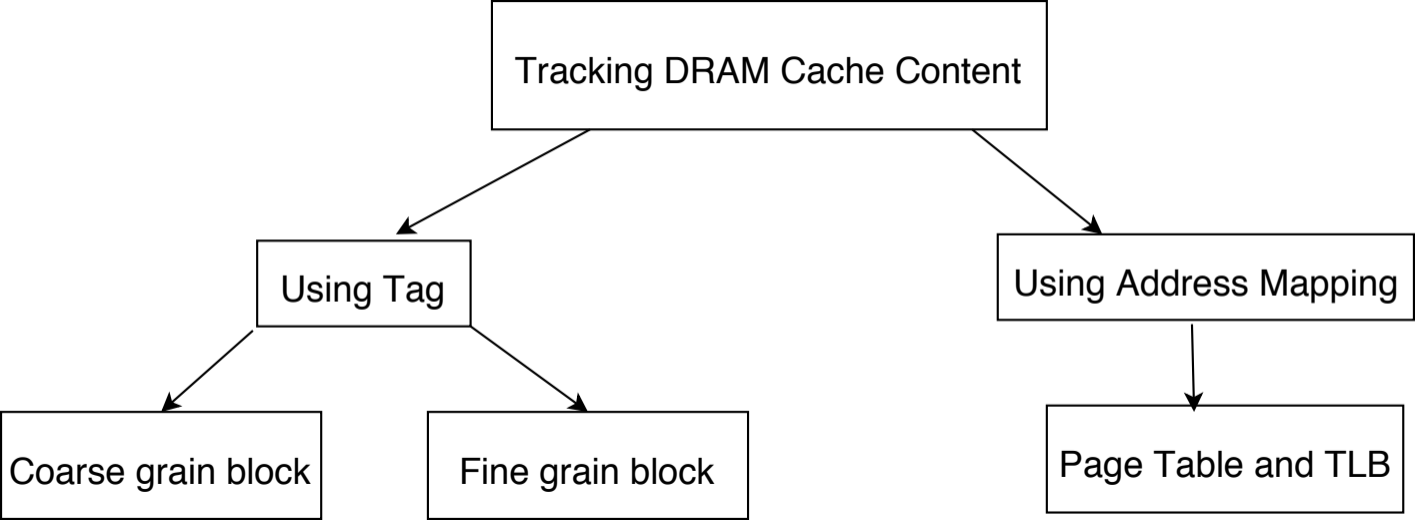 Tracking DRAM Cache Content
Using Tag
Using Address Mapping
Coarse grain block
Fine grain block
Page Table and TLB